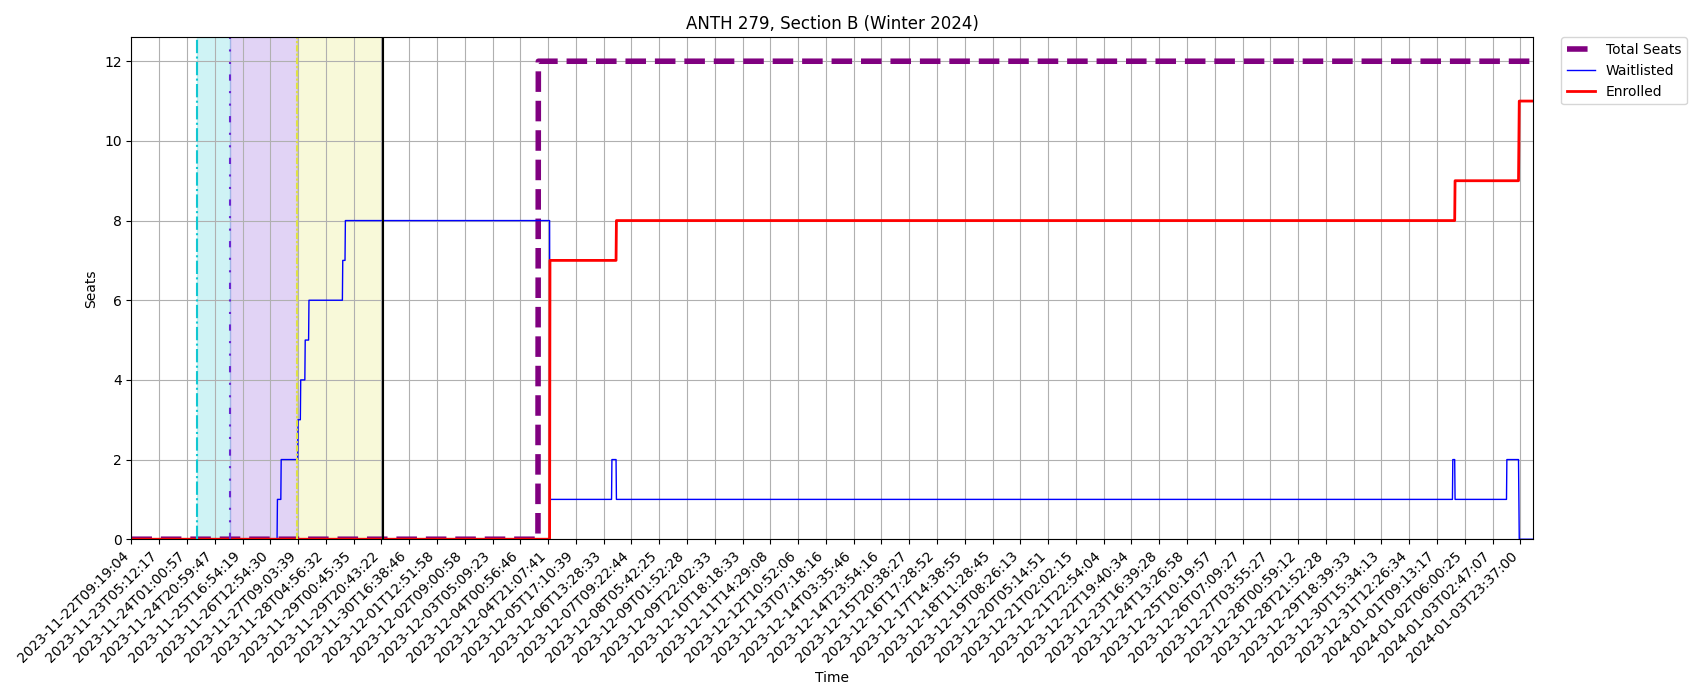 ANTH 279, Section B (Winter 2024)
12
10
8
6
4
2
0
Seats
Total Seats
Waitlisted
Enrolled
2023-11-22T09:19:04
2023-11-23T05:12:17
2023-11-24T01:00:57
2023-11-24T20:59:47
2023-11-25T16:54:19
2023-11-26T12:54:30
2023-11-27T09:03:39
2023-11-28T04:56:32
2023-11-29T00:45:35
2023-11-29T20:43:22
2023-11-30T16:38:46
2023-12-01T12:51:58
2023-12-02T09:00:58
2023-12-03T05:09:23
2023-12-04T00:56:46
2023-12-04T21:07:41
2023-12-05T17:10:39
2023-12-06T13:28:33
2023-12-07T09:22:44
2023-12-08T05:42:25
2023-12-09T01:52:28
2023-12-09T22:02:33
2023-12-10T18:18:33
2023-12-11T14:29:08
2023-12-12T10:52:06
2023-12-13T07:18:16
2023-12-14T03:35:46
2023-12-14T23:54:16
2023-12-15T20:38:27
2023-12-16T17:28:52
2023-12-17T14:38:55
2023-12-18T11:28:45
2023-12-19T08:26:13
2023-12-20T05:14:51
2023-12-21T02:02:15
2023-12-21T22:54:04
2023-12-22T19:40:34
2023-12-23T16:39:28
2023-12-24T13:26:58
2023-12-25T10:19:57
2023-12-26T07:09:27
2023-12-27T03:55:27
2023-12-28T00:59:12
2023-12-28T21:52:28
2023-12-29T18:39:33
2023-12-30T15:34:13
2023-12-31T12:26:34
2024-01-01T09:13:17
2024-01-02T06:00:25
2024-01-03T02:47:07
2024-01-03T23:37:00
Time